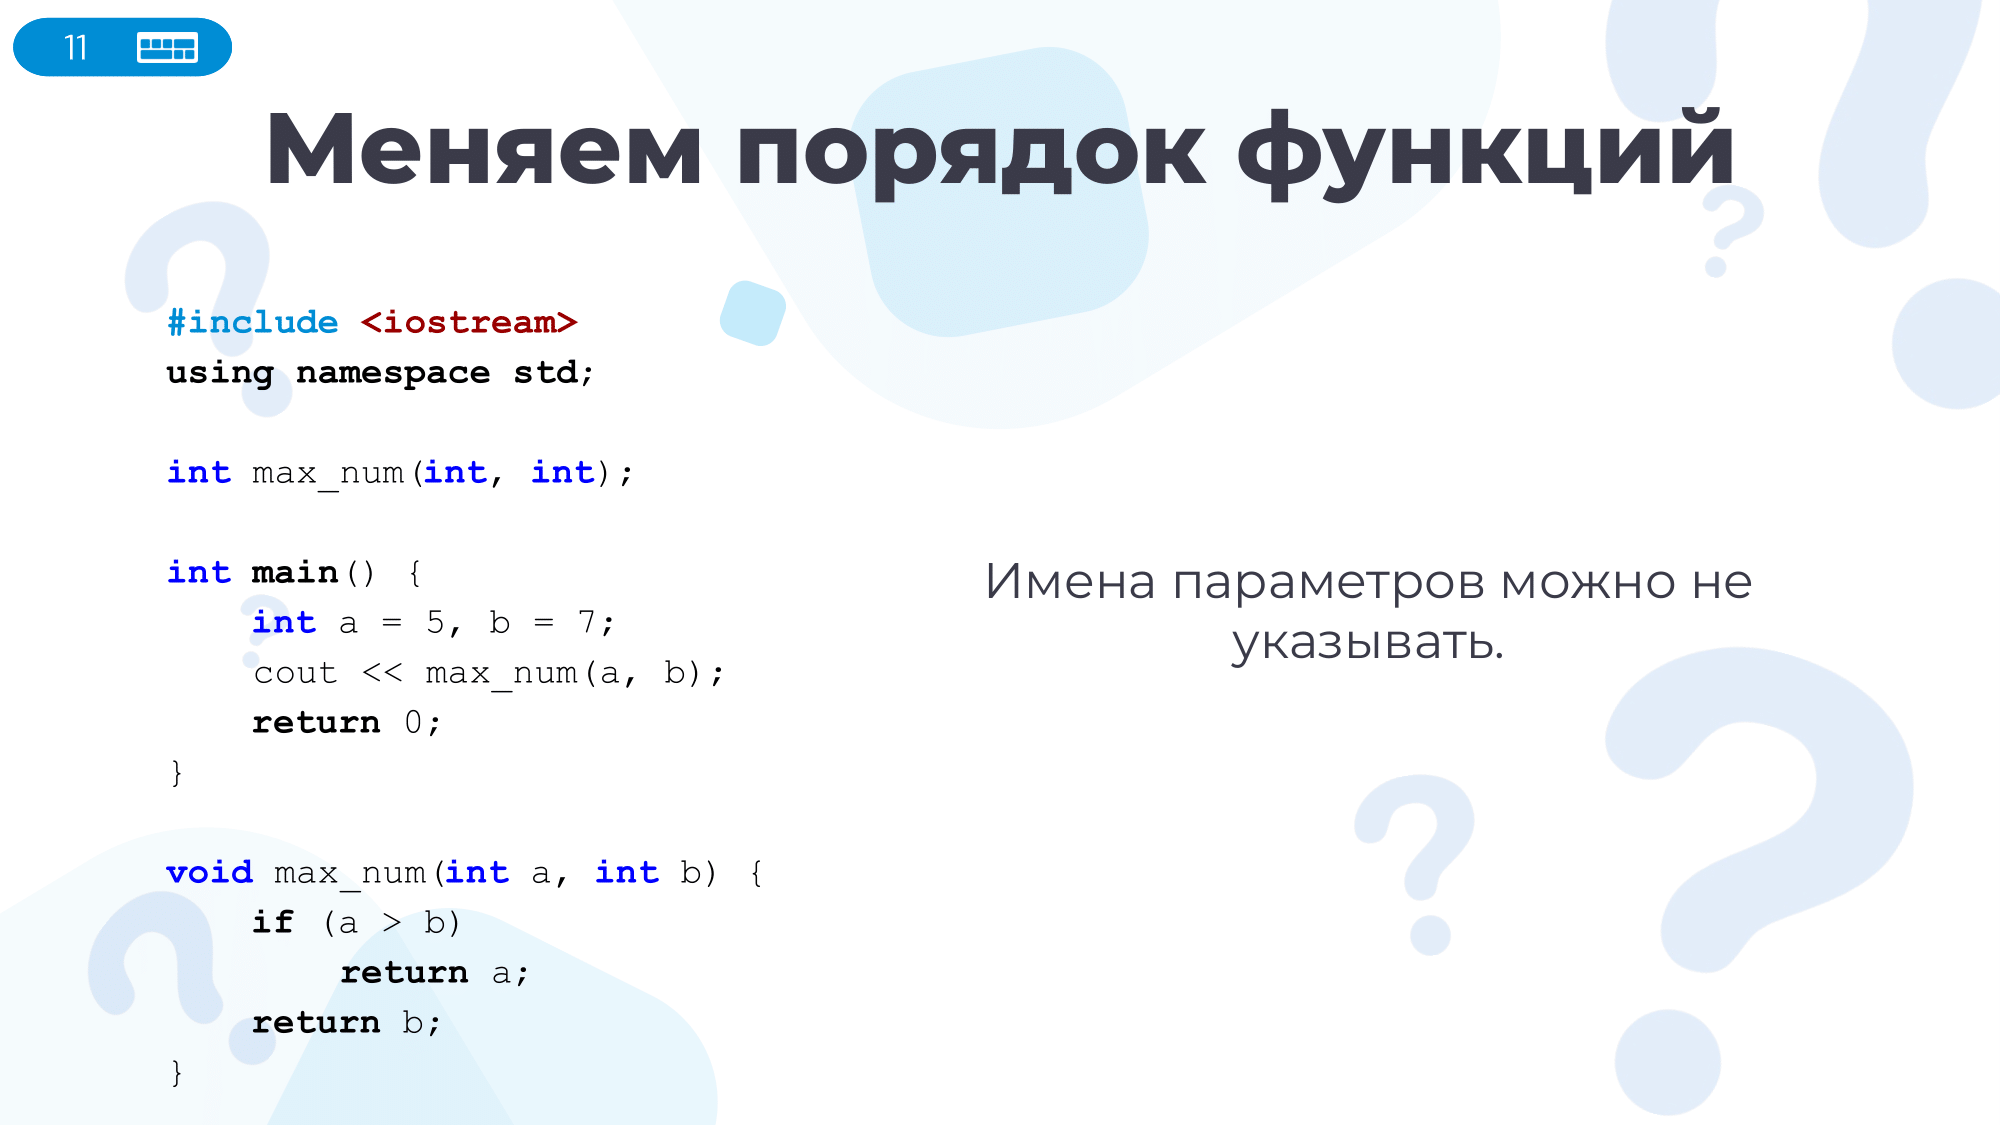 11
Меняем порядок функций
#include <iostream>
using namespace std;
int max_num(int, int);
int main() {
    int a = 5, b = 7;
    cout << max_num(a, b);
    return 0;
}
void max_num(int a, int b) {
    if (a > b)
        return a;
    return b;
}
Имена параметров можно не
указывать.